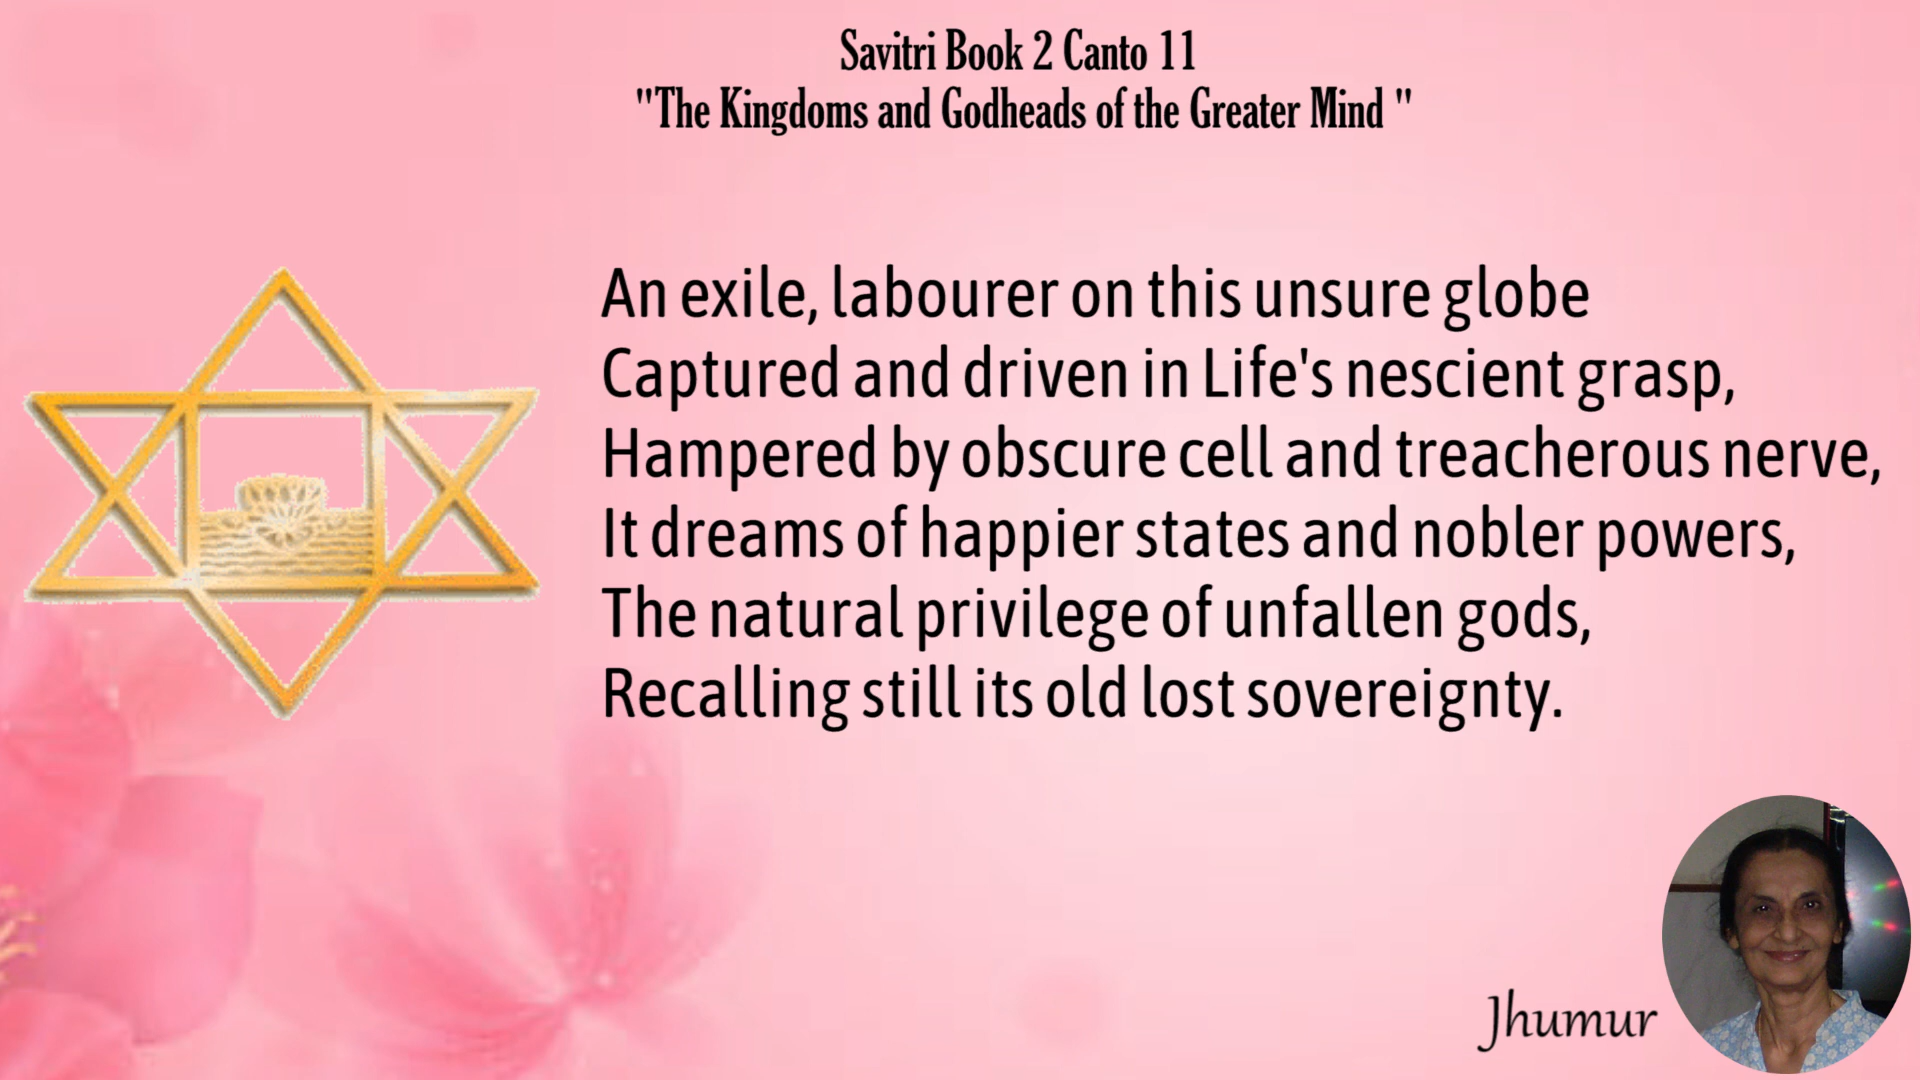 Savitri Book 2 Canto 11
"The Kingdoms and Godheads of the Greater Mind "
An exile, labourer on this unsure globe
Captured and driven in Life's nescient grasp,
Hampered by obscure cell and treacherous nerve,
It dreams of happier states and nobler powers,
The natural privilege of unfallen gods,
Recalling still its old lost sovereignty.
Jhumur